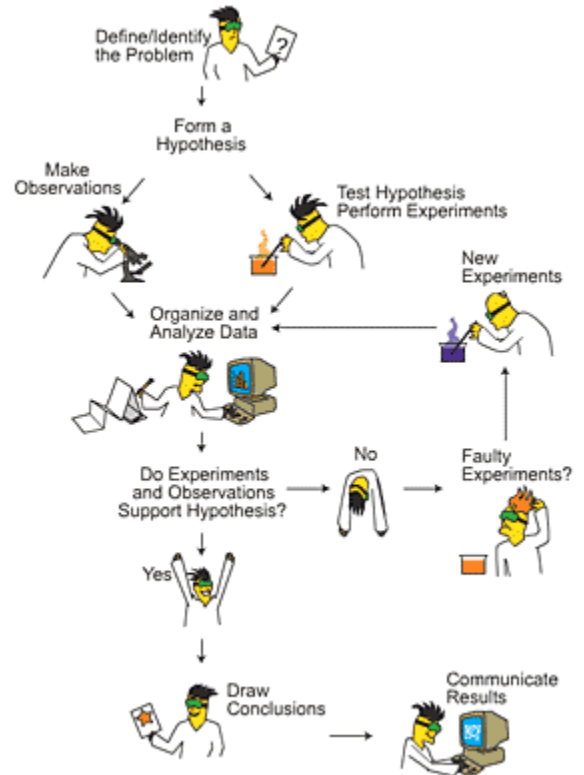 Define/Identify
the Problem
?
Form a
Hypothesis
Make
Observations
Test Hypothesis
Perform Experiments
New
Experiments
Organize and
Analyze Data
Do Experiments
and Observations
Support Hypothesis?
No
Faulty
Experiments?
Yes
Draw
Conclusions
Communicate
Results